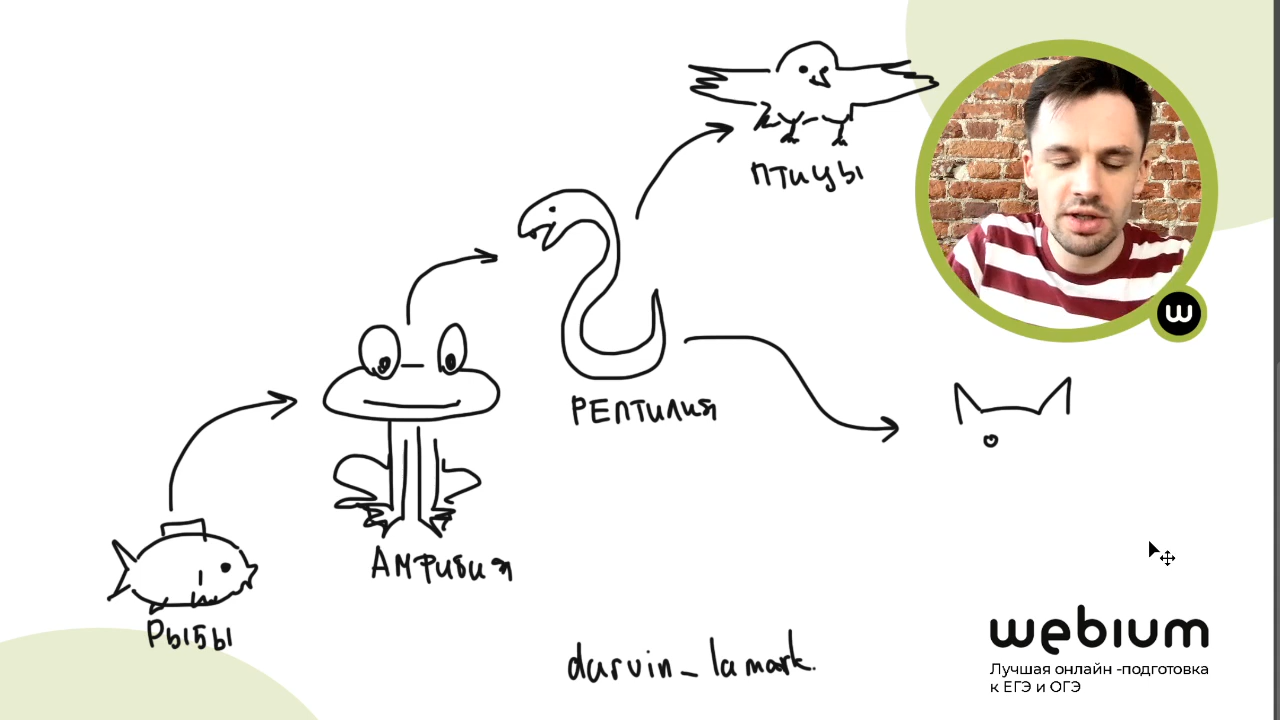 птицы
РЕПТИЛИЯ
АМФИБИЯ
РЫБЫ
darvin_lamark.
w
webium
Лучшая онлайн -подготовка
к ЕГЭ и ОГЭ